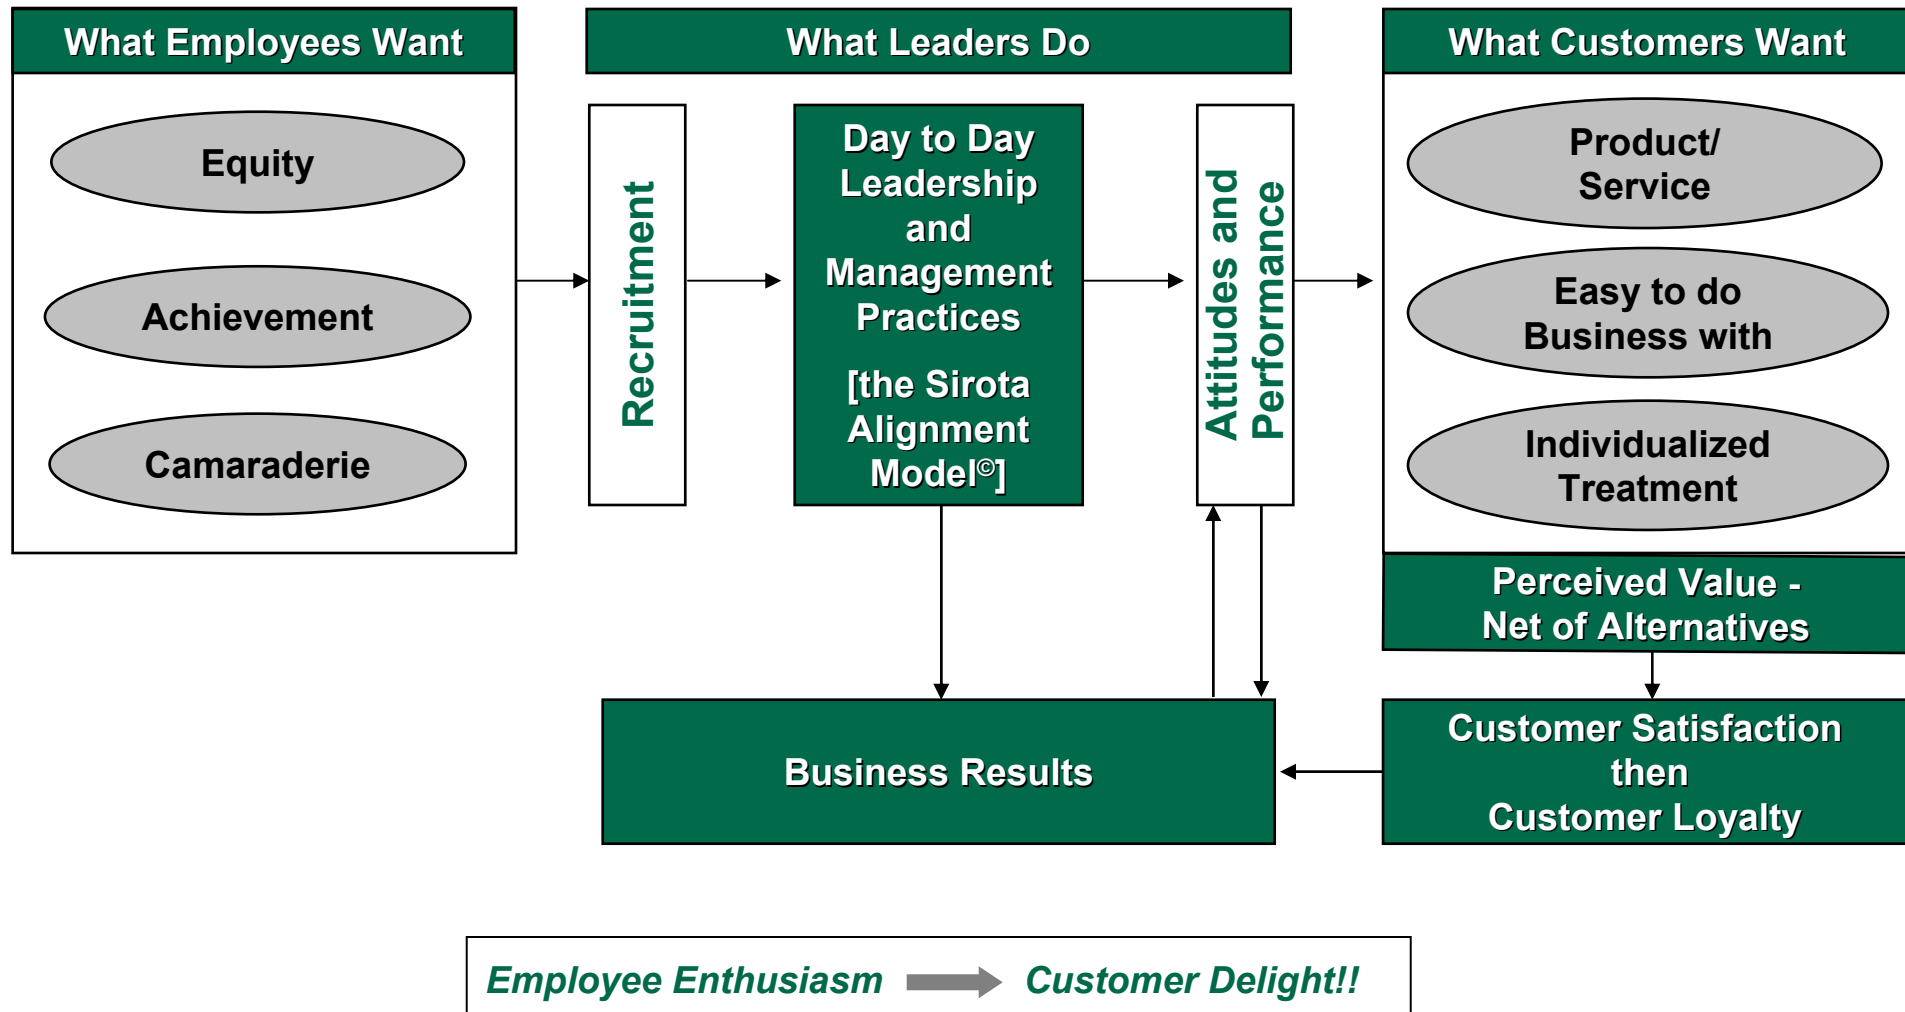 What Employees Want
Equity
Achievement
Camaraderie
What Leaders Do
Recruitment
Day to Day
Leadership
and
Management
Practices
[the Sirota
Alignment
Model©]
Attitudes and
Performance
What Customers Want
Product/
Service
Easy to do
Business with
Individualized
Treatment
Perceived Value -
Net of Alternatives
Business Results
Customer Satisfaction
then
Customer Loyalty
Employee Enthusiasm Customer Delight!!